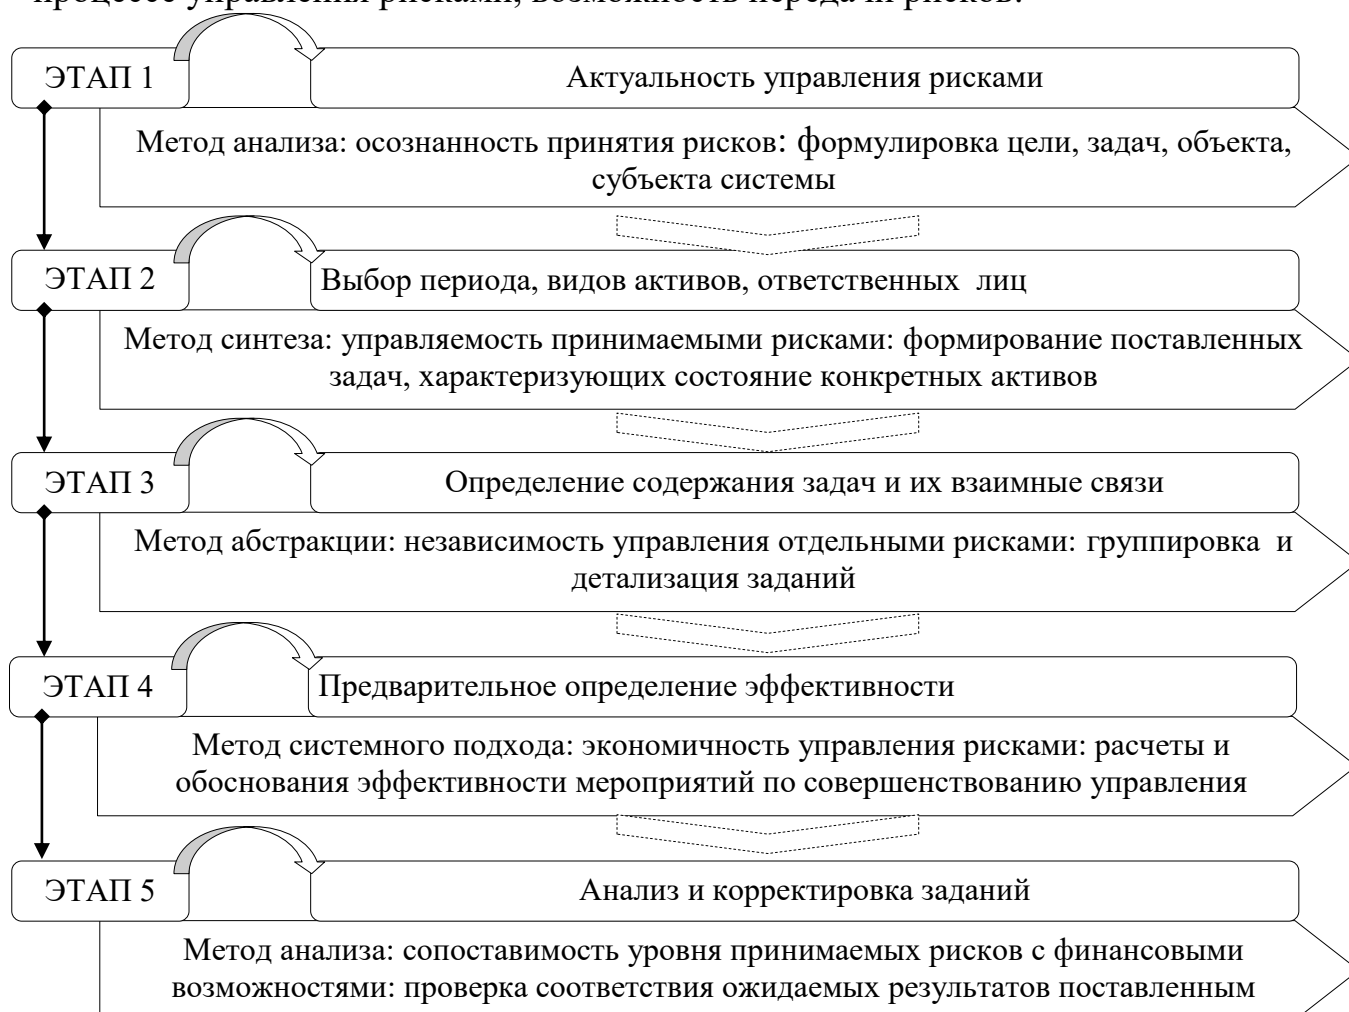 процессе управления рисками, возможность передачи рисков.
ЭТАП 1
Актуальность управления рисками
Метод анализа: осознанность принятия рисков: формулировка цели, задач, объекта,
субъекта системы
ЭТАП 2
Выбор периода, видов активов, ответственных лиц
Метод синтеза: управляемость принимаемыми рисками: формирование поставленных
задач, характеризующих состояние конкретных активов
ЭТАП 3
Определение содержания задач и их взаимные связи
Метод абстракции: независимость управления отдельными рисками: группировка и
детализация заданий
ЭТАП 4
Предварительное определение эффективности
Метод системного подхода: экономичность управления рисками: расчеты и
обоснования эффективности мероприятий по совершенствованию управления
ЭТАП 5
Анализ и корректировка заданий
Метод анализа: сопоставимость уровня принимаемых рисков с финансовыми
возможностями: проверка соответствия ожидаемых результатов поставленным